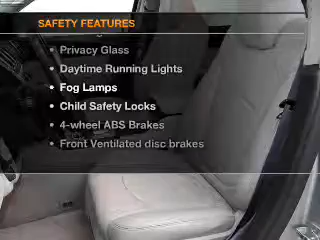 SAFETY FEATURES
• Privacy Glass
• Daytime Running Lights
• Fog Lamps
• Child Safety Locks
• 4-wheel ABS Brakes
• Front Ventilated disc brakes